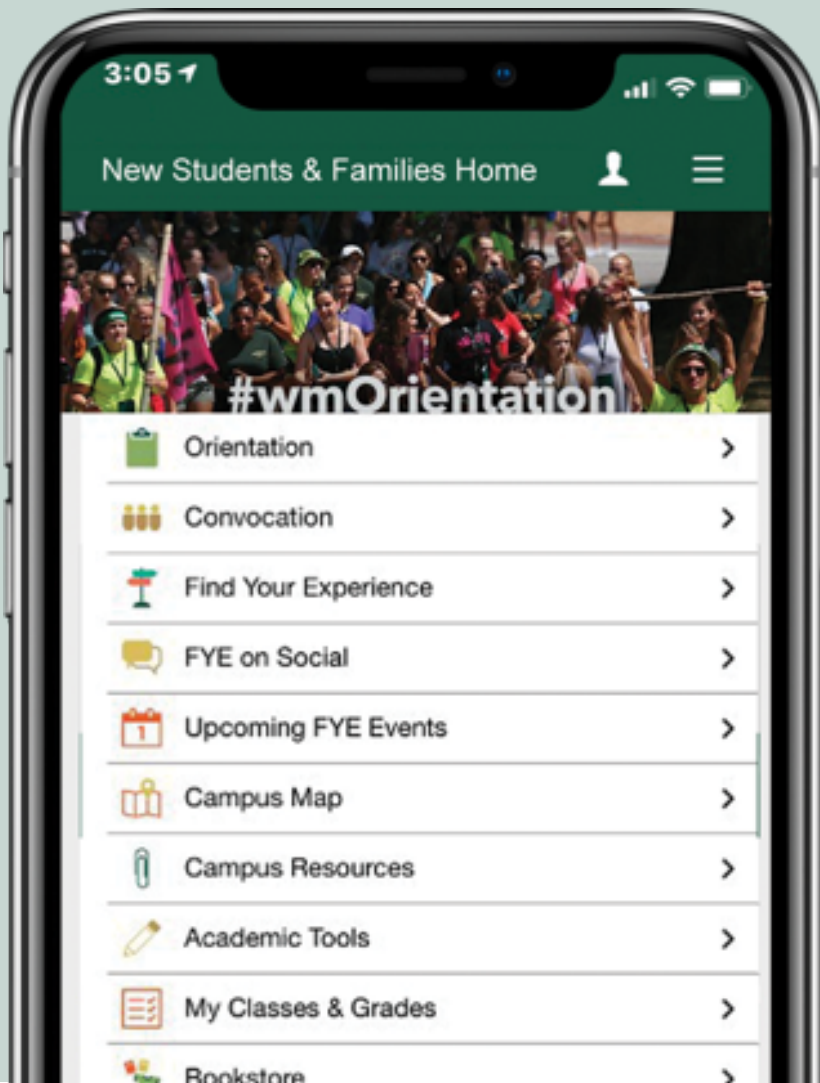 3:05
New Students & Families Home
#wmOrientation
Orientation
Convocation
Find Your Experience
FYE on Social
1
Upcoming FYE Events
Campus Map
Campus Resources
Academic Tools
My Classes & Grades
Bookstore